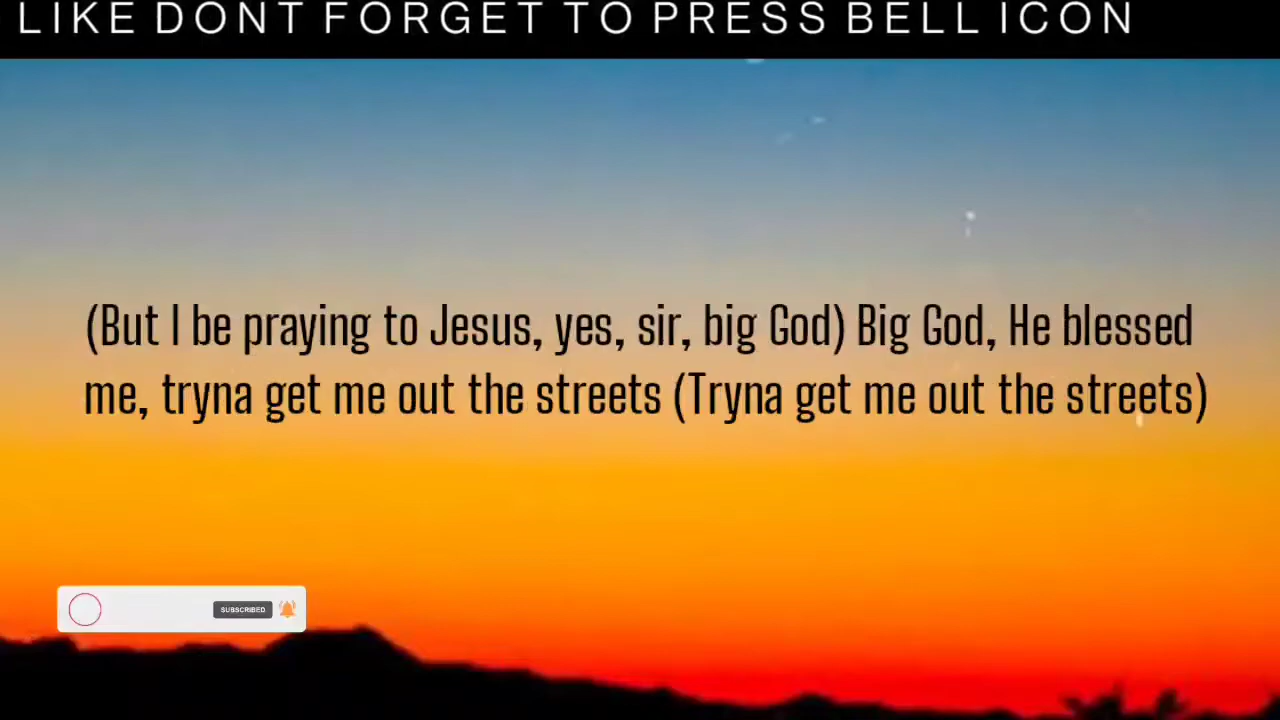 LIKE DONT FORGET TO PRESS BELL ICON
(But I be praying to Jesus, yes, sir, big God) Big God, He blessed
me, tryna get me out the streets (Tryna get me out the streets)
SUBSCRIBED